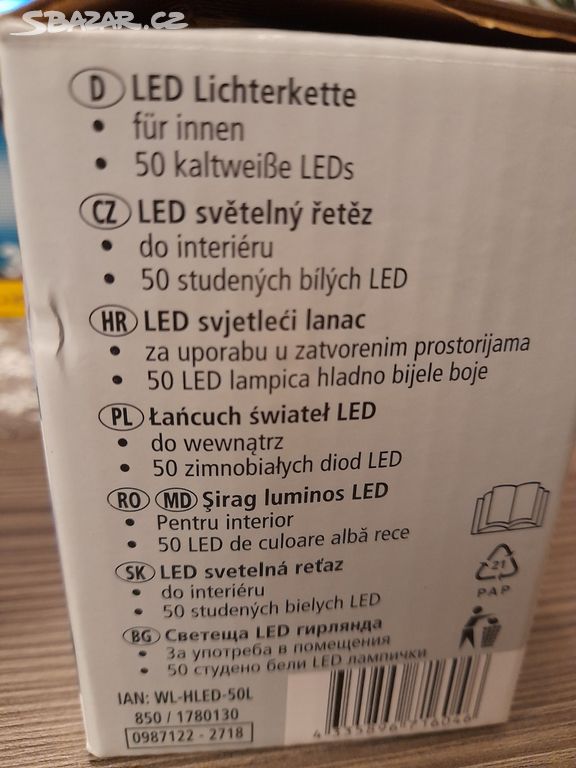 SBAZAR.CZ
D LED Lichterkette
• für innen
• 50 kaltweiße LEDs
CZ LED světelný řetěz
• do interiéru
• 50 studených bílých LED
HR LED svjetleći lanac
• za uporabu u zatvorenim prostorijama
• 50 LED lampica hladno bijele boje
PL Łańcuch świateł LED
• do wewnątrz
• 50 zimnobiałych diod LED
RO MD Şirag luminos LED
• Pentru interior
• 50 LED de culoare albă rece
SK LED svetelná reťaz
• do interiéru
• 50 studených bielych LED
BG Светеща LED гирлянда
• За употреба в помещения
• 50 студено бели LED лампички
21
PAP
IAN: WL-HLED-50L
850 / 1780130
0987122 - 2718
4 335896 716046